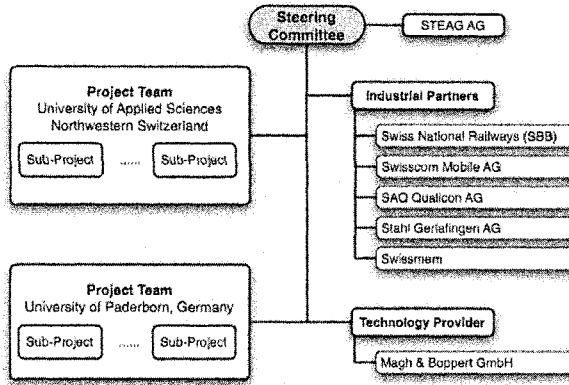 Steering
Committee
STEAG AG
Project Team
University of Applied Sciences
Northwestern Switzerland
Sub-Project ...... Sub-Project
Industrial Partners
Swiss National Railways (SBB)
Swisscom Mobile AG
SAQ Qualicon AG
Stahl Gerlafingen AG
Swissmem
Project Team
University of Paderborn, Germany
Sub-Project ...... Sub-Project
Technology Provider
Magh & Boppert GmbH